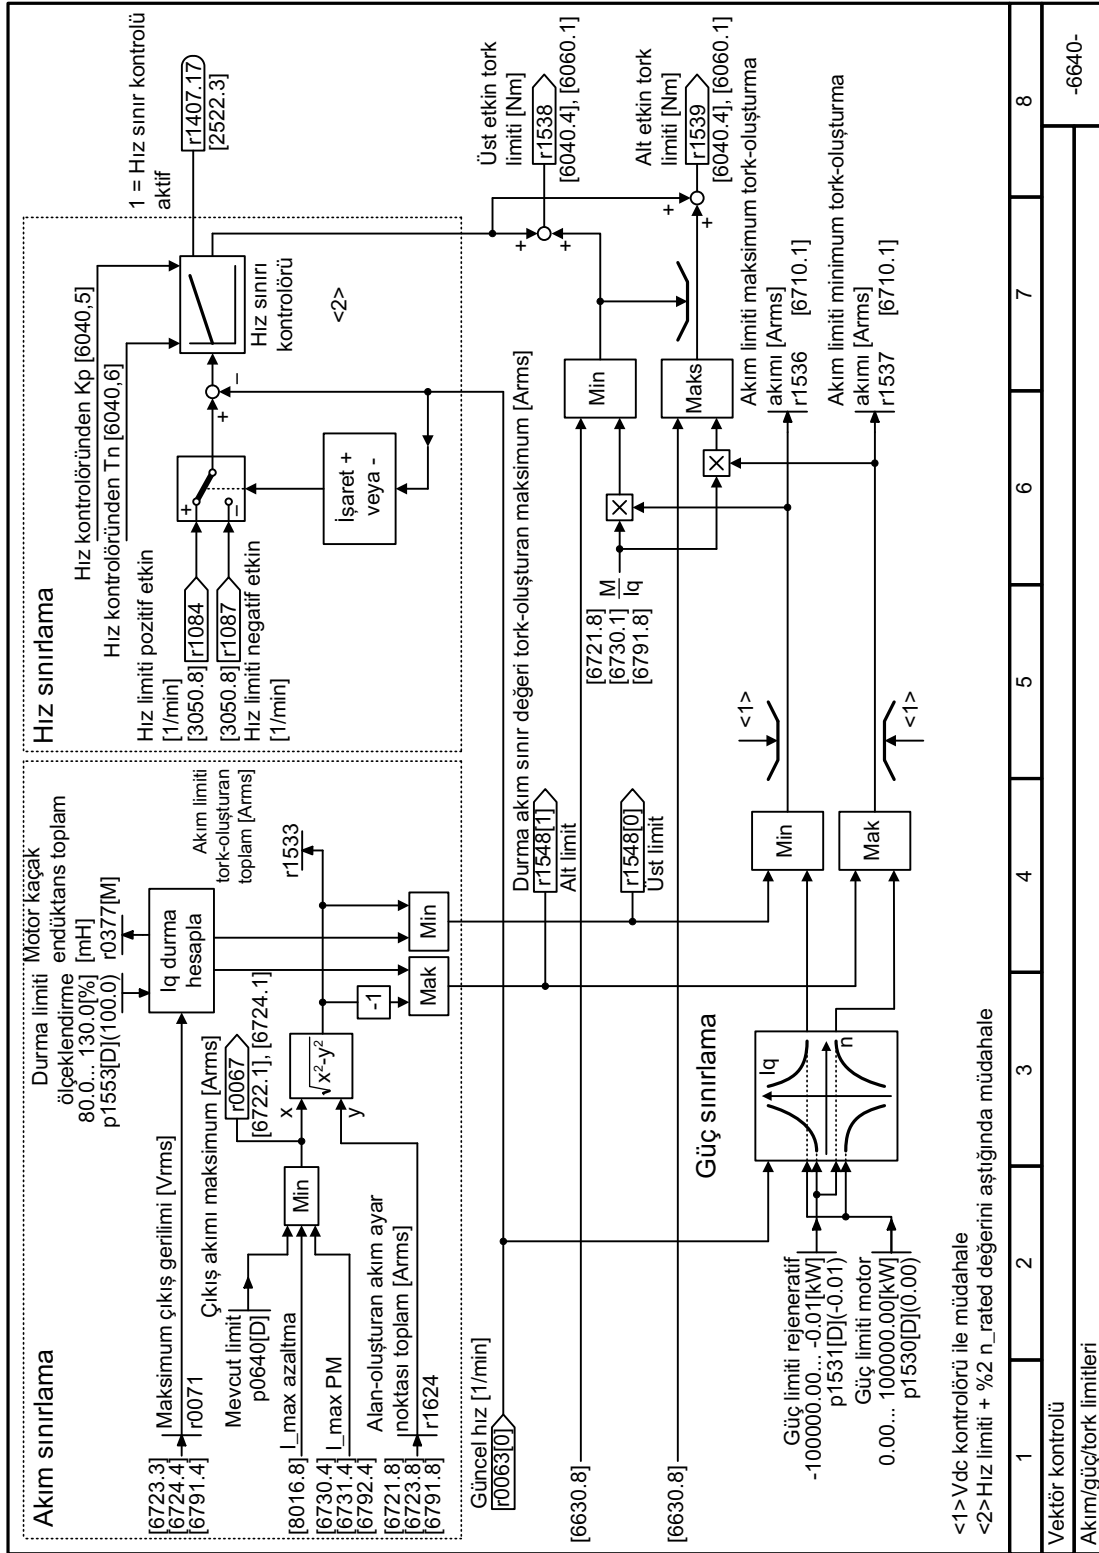 Akım sınırlama
[6723.3]
[6724.4]
[6791.4]
Maksimum çıkış gerilimi [Vrms]
r0071
Durma limiti
ölçeklendirme
80.0... 130.0[%]
p1553[D](100.0)
Motor kaçak
endüktans toplam
[mH]
r0377[M]
Iq durma
hesapla
Mevcut limit
p0640[D]
Çıkış akımı maksimum [Arms]
r0067
[6722.1], [6724.1]
[8016.8]
I_max azaltma
[6730.4]
[6731.4]
[6792.4]
I_max PM
Min
x
y
√x²-y²
-1
Akım limiti
tork-oluşturan
toplam [Arms]
r1533
Mak
Min
[6721.8]
[6723.8]
[6791.8]
Alan-oluşturan akım ayar
noktası toplam [Arms]
r1624
Hız sınırlama
Hız kontrolöründen Kp [6040,5]
Hız kontrolöründen Tn [6040,6]
Hız limiti pozitif etkin
[1/min]
[3050.8]
r1084
[3050.8]
r1087
Hız limiti negatif etkin
[1/min]
+
–
+
–
İşaret +
veya -
Hız sınırı
kontrolörü
<2>
1 = Hız sınır kontrolü
aktif
r1407.17
[2522.3]
Güncel hız [1/min]
r0063[0]
Durma akım sınır değeri tork-oluşturan maksimum [Arms]
r1548[1]
Alt limit
r1548[0]
Üst limit
[6630.8]
[6630.8]
[6721.8]
[6730.1]
[6791.8]
M
Iq
Min
Maks
+
+
Üst etkin tork
limiti [Nm]
r1538
[6040.4], [6060.1]
+
+
Alt etkin tork
limiti [Nm]
r1539
[6040.4], [6060.1]
Güç sınırlama
Iq
n
Güç limiti rejeneratif
-100000.00... -0.01[kW]
p1531[D](-0.01)
Güç limiti motor
0.00... 100000.00[kW]
p1530[D](0.00)
Min
Mak
<1>
<1>
Akım limiti maksimum tork-oluşturma
akımı [Arms]
r1536
[6710.1]
Akım limiti minimum tork-oluşturma
akımı [Arms]
r1537
[6710.1]
<1>Vdc kontrolörü ile müdahale
<2>Hız limiti + %2 n_rated değerini aştığında müdahale
1 2 3 4 5 6 7 8
Vektör kontrolü
Akım/güç/tork limitleri
-6640-